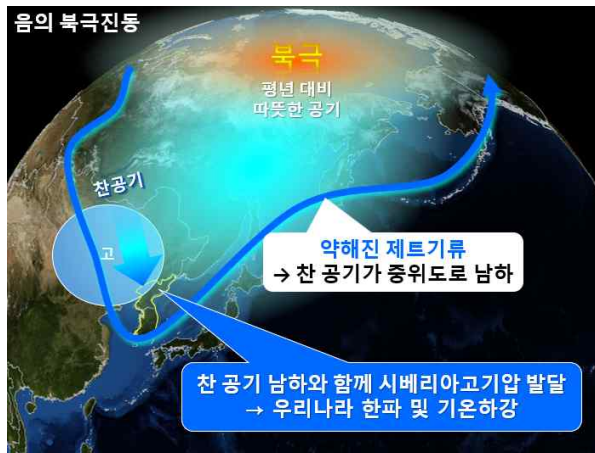 음의 북극진동
북극
평년 대비
따뜻한 공기
찬공기
고
약해진 제트기류
→ 찬 공기가 중위도로 남하
찬 공기 남하와 함께 시베리아고기압 발달
→ 우리나라 한파 및 기온하강